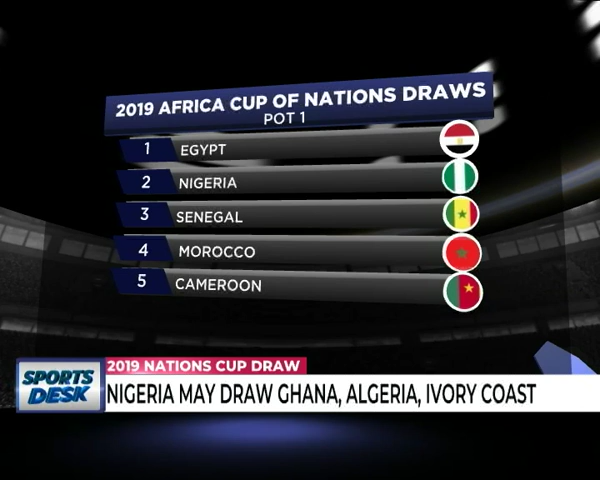 2019 AFRICA CUP OF NATIONS DRAWS
POT 1
1 EGYPT
2 NIGERIA
3 SENEGAL
4 MOROCCO
5 CAMEROON
2019 NATIONS CUP DRAW
SPORTS DESK
NIGERIA MAY DRAW GHANA, ALGERIA, IVORY COAST